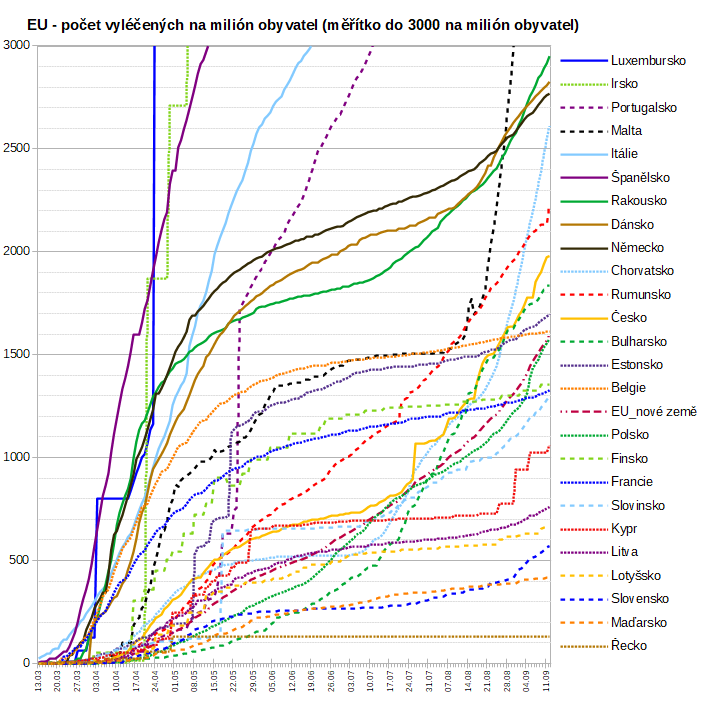 EU - počet vyléčených na milión obyvatel (měřítko do 3000 na milión obyvatel)
3000
2500
2000
1500
1000
500
0
13.03 20.03 27.03 03.04 10.04 17.04 24.04 01.05 08.05 15.05 22.05 29.05 05.06 12.06 19.06 26.06 03.07 10.07 17.07 24.07 31.07 07.08 14.08 21.08 28.08 04.09 11.09
Luxembursko
Irsko
Portugalsko
Malta
Itálie
Španělsko
Rakousko
Dánsko
Německo
Chorvatsko
Rumunsko
Česko
Bulharsko
Estonsko
Belgie
EU_nové země
Polsko
Finsko
Francie
Slovinsko
Kypr
Litva
Lotyšsko
Slovensko
Maďarsko
Řecko